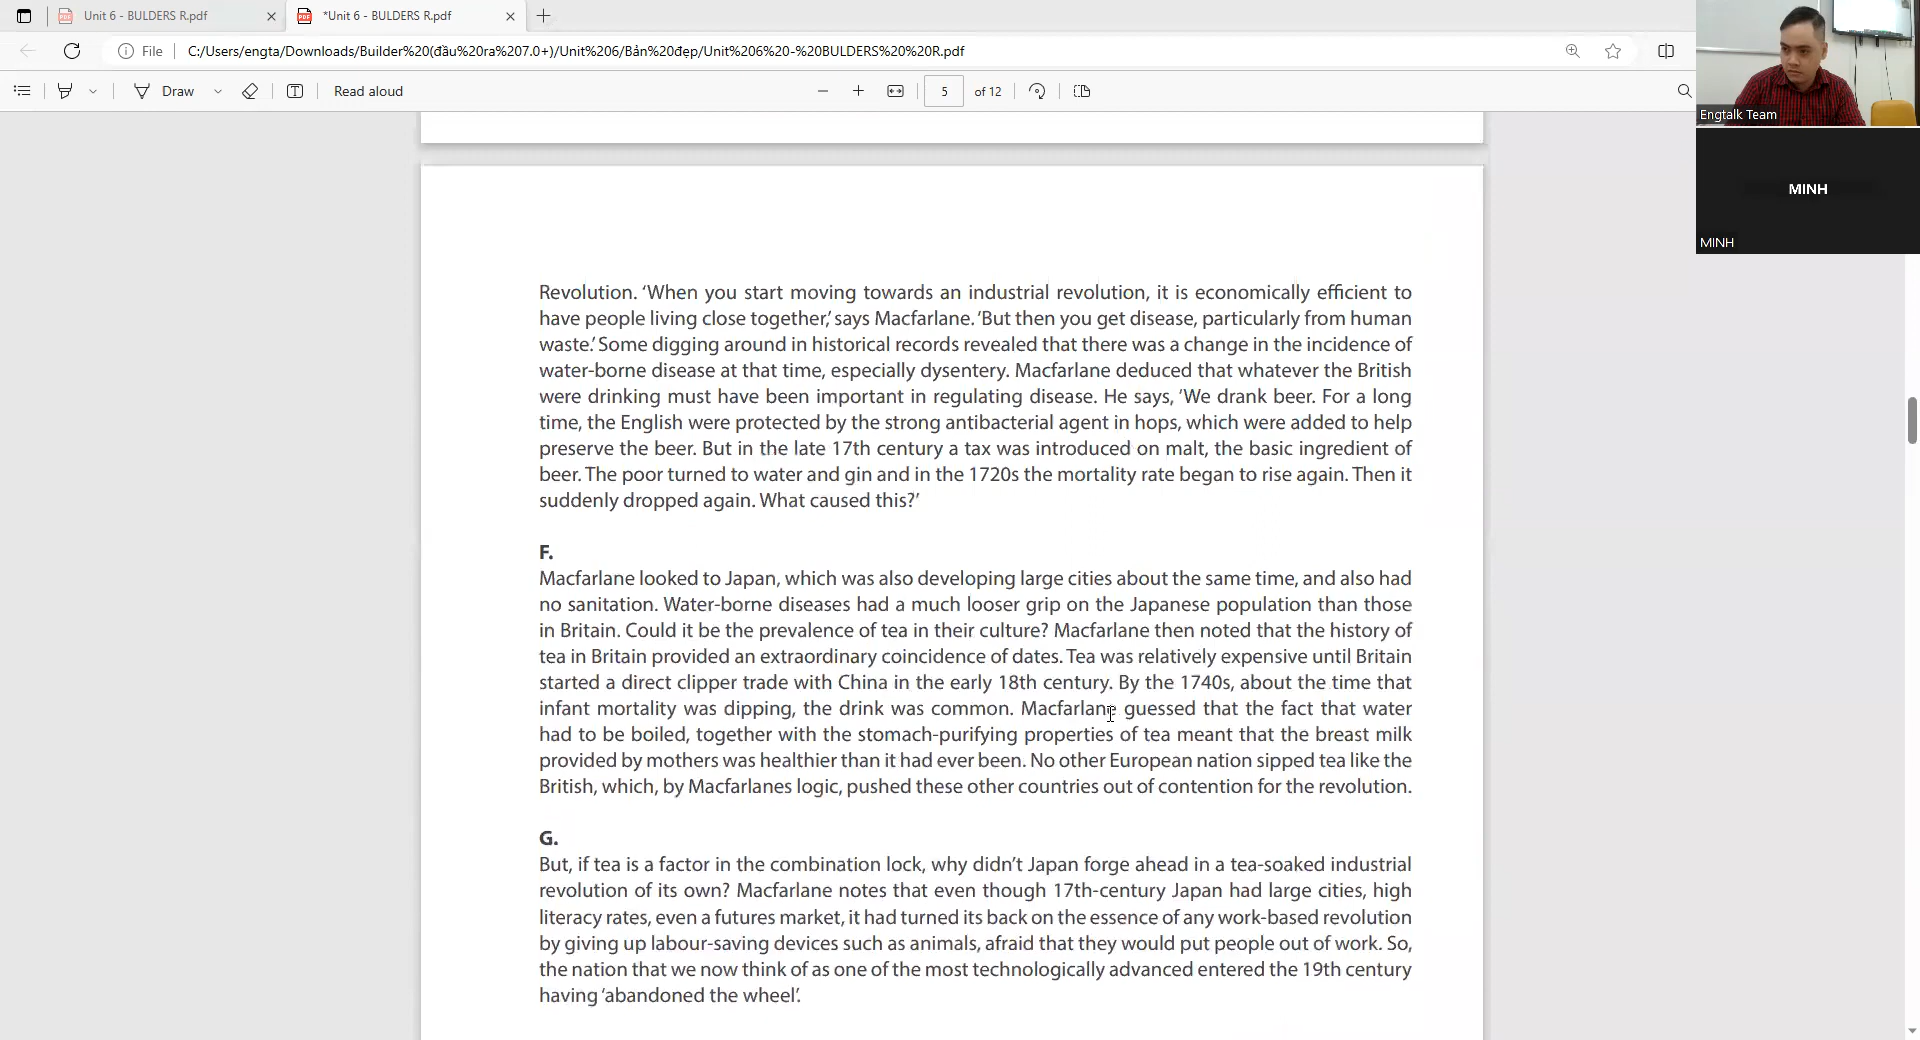 Unit 6 - BULDERS R.pdf
*Unit 6 - BULDERS R.pdf
File
C:/Users/engta/Downloads/Builder%20(đầu%20ra%207.0+)/Unit%206/Bản%20đẹp/Unit%206%20-%20BULDERS%20%20R.pdf
Draw
Read aloud
5
of 12
Engtalk Team
MINH
MINH
Revolution. ‘When you start moving towards an industrial revolution, it is economically efficient to
have people living close together,’ says Macfarlane. ‘But then you get disease, particularly from human
waste.’ Some digging around in historical records revealed that there was a change in the incidence of
water-borne disease at that time, especially dysentery. Macfarlane deduced that whatever the British
were drinking must have been important in regulating disease. He says, ‘We drank beer. For a long
time, the English were protected by the strong antibacterial agent in hops, which were added to help
preserve the beer. But in the late 17th century a tax was introduced on malt, the basic ingredient of
beer. The poor turned to water and gin and in the 1720s the mortality rate began to rise again. Then it
suddenly dropped again. What caused this?’
F.
Macfarlane looked to Japan, which was also developing large cities about the same time, and also had
no sanitation. Water-borne diseases had a much looser grip on the Japanese population than those
in Britain. Could it be the prevalence of tea in their culture? Macfarlane then noted that the history of
tea in Britain provided an extraordinary coincidence of dates. Tea was relatively expensive until Britain
started a direct clipper trade with China in the early 18th century. By the 1740s, about the time that
infant mortality was dipping, the drink was common. Macfarlane guessed that the fact that water
had to be boiled, together with the stomach-purifying properties of tea meant that the breast milk
provided by mothers was healthier than it had ever been. No other European nation sipped tea like the
British, which, by Macfarlanes logic, pushed these other countries out of contention for the revolution.
G.
But, if tea is a factor in the combination lock, why didn’t Japan forge ahead in a tea-soaked industrial
revolution of its own? Macfarlane notes that even though 17th-century Japan had large cities, high
literacy rates, even a futures market, it had turned its back on the essence of any work-based revolution
by giving up labour-saving devices such as animals, afraid that they would put people out of work. So,
the nation that we now think of as one of the most technologically advanced entered the 19th century
having ‘abandoned the wheel’.